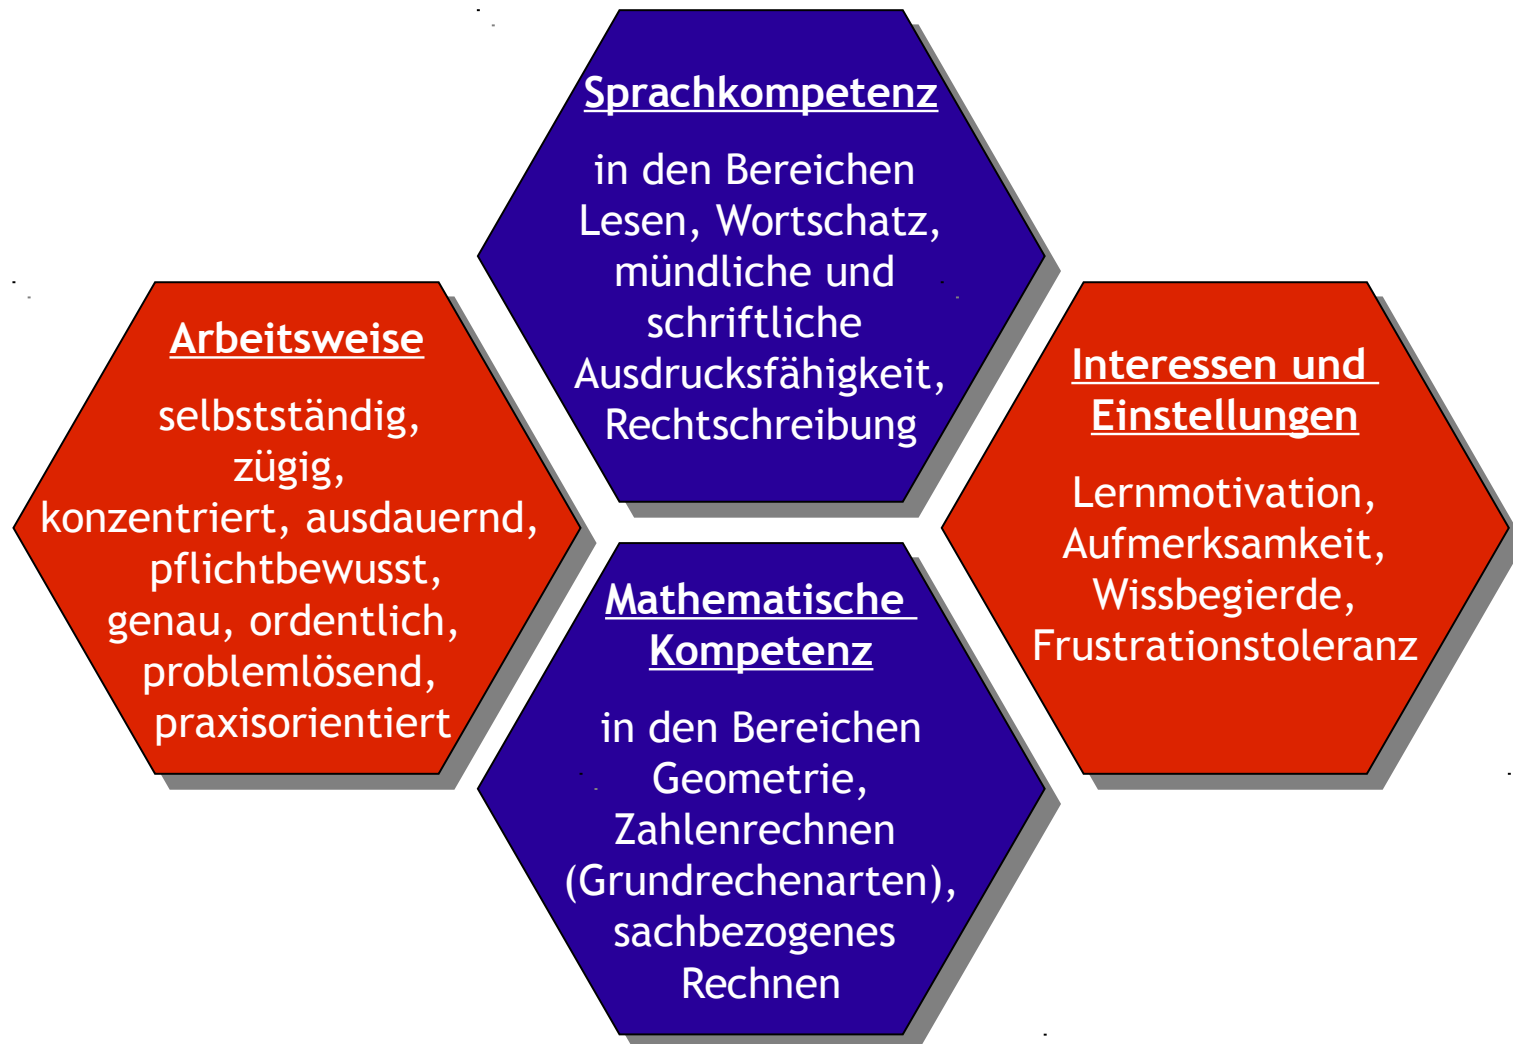 Sprachkompetenz
in den Bereichen
Lesen, Wortschatz,
mündliche und
schriftliche
Ausdrucksfähigkeit,
Rechtschreibung
Arbeitsweise
selbstständig,
zügig,
konzentriert, ausdauernd,
pflichtbewusst,
genau, ordentlich,
problemlösend,
praxisorientiert
Interessen und
Einstellungen
Lernmotivation,
Aufmerksamkeit,
Wissbegierde,
Frustrationstoleranz
Mathematische
Kompetenz
in den Bereichen
Geometrie,
Zahlenrechnen
(Grundrechenarten),
sachbezogenes
Rechnen